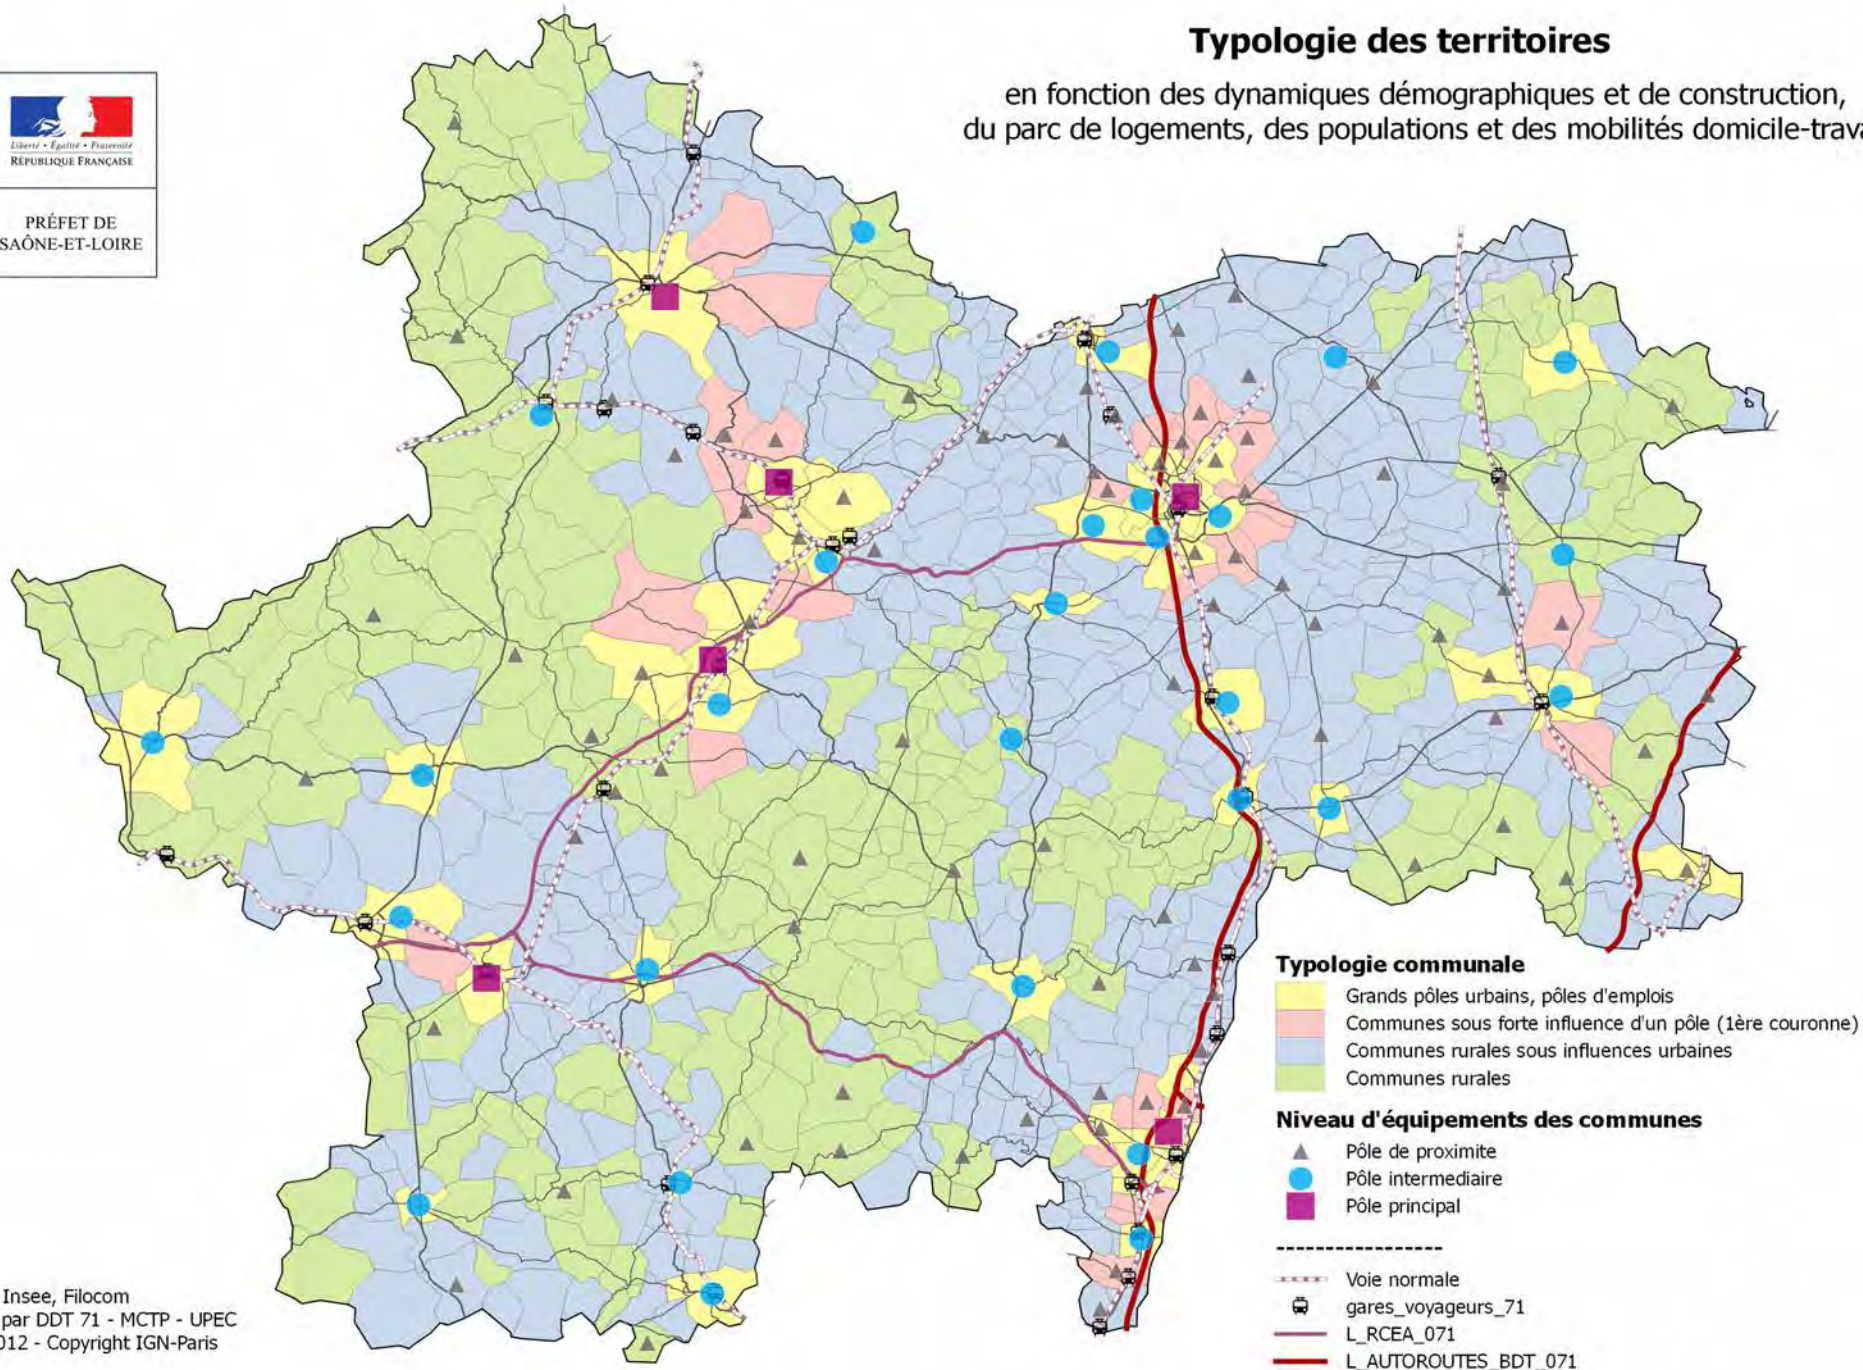 Typologie des territoires
en fonction des dynamiques démographiques et de construction,
du parc de logements, des populations et des mobilités domicile-trava
Liberté • Égalité • Fraternité
RÉPUBLIQUE FRANÇAISE
PRÉFET DE
SAÔNE-ET-LOIRE
Typologie communale
Grands pôles urbains, pôles d'emplois
Communes sous forte influence d'un pôle (1ère couronne)
Communes rurales sous influences urbaines
Communes rurales
Niveau d'équipements des communes
Pôle de proximite
Pôle intermediaire
Pôle principal
-----------------
Voie normale
gares_voyageurs_71
L_RCEA_071
L_AUTOROUTES_BDT_071
Insee, Filocom
par DDT 71 - MCTP - UPEC
012 - Copyright IGN-Paris